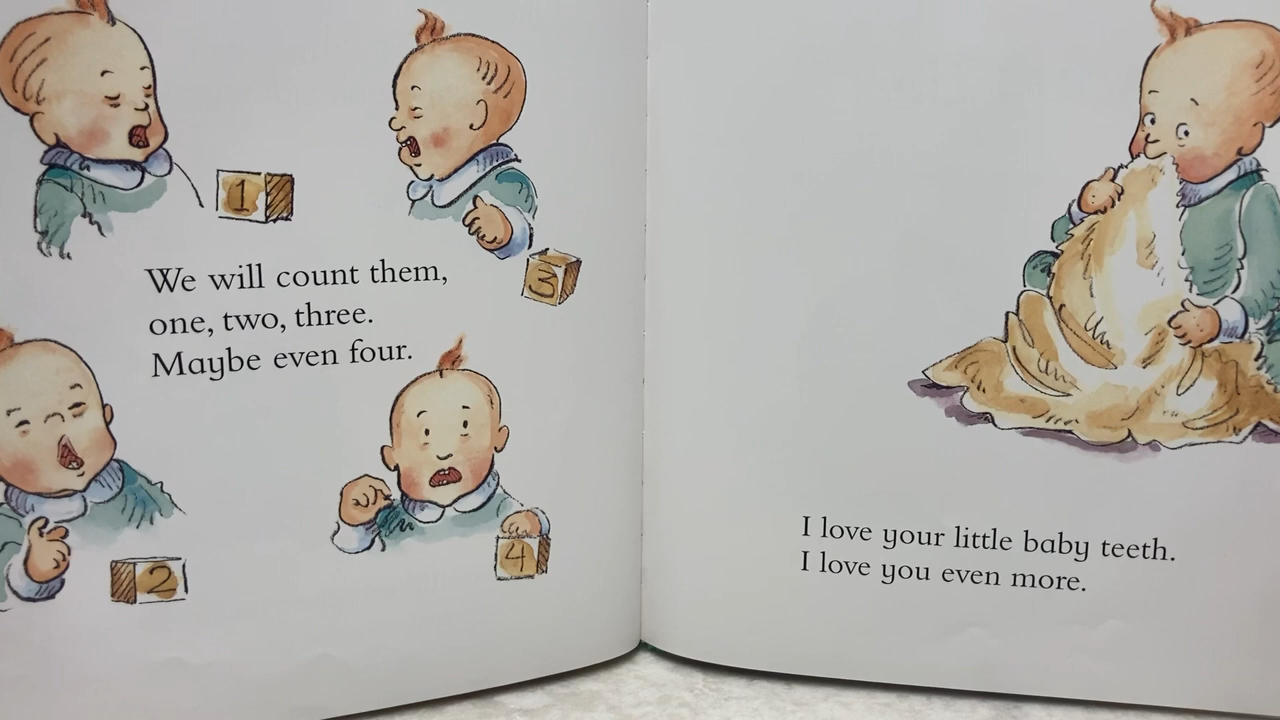 1
3
We will count them,
one, two, three.
Maybe even four.
2
4
I love your little baby teeth.
I love you even more.